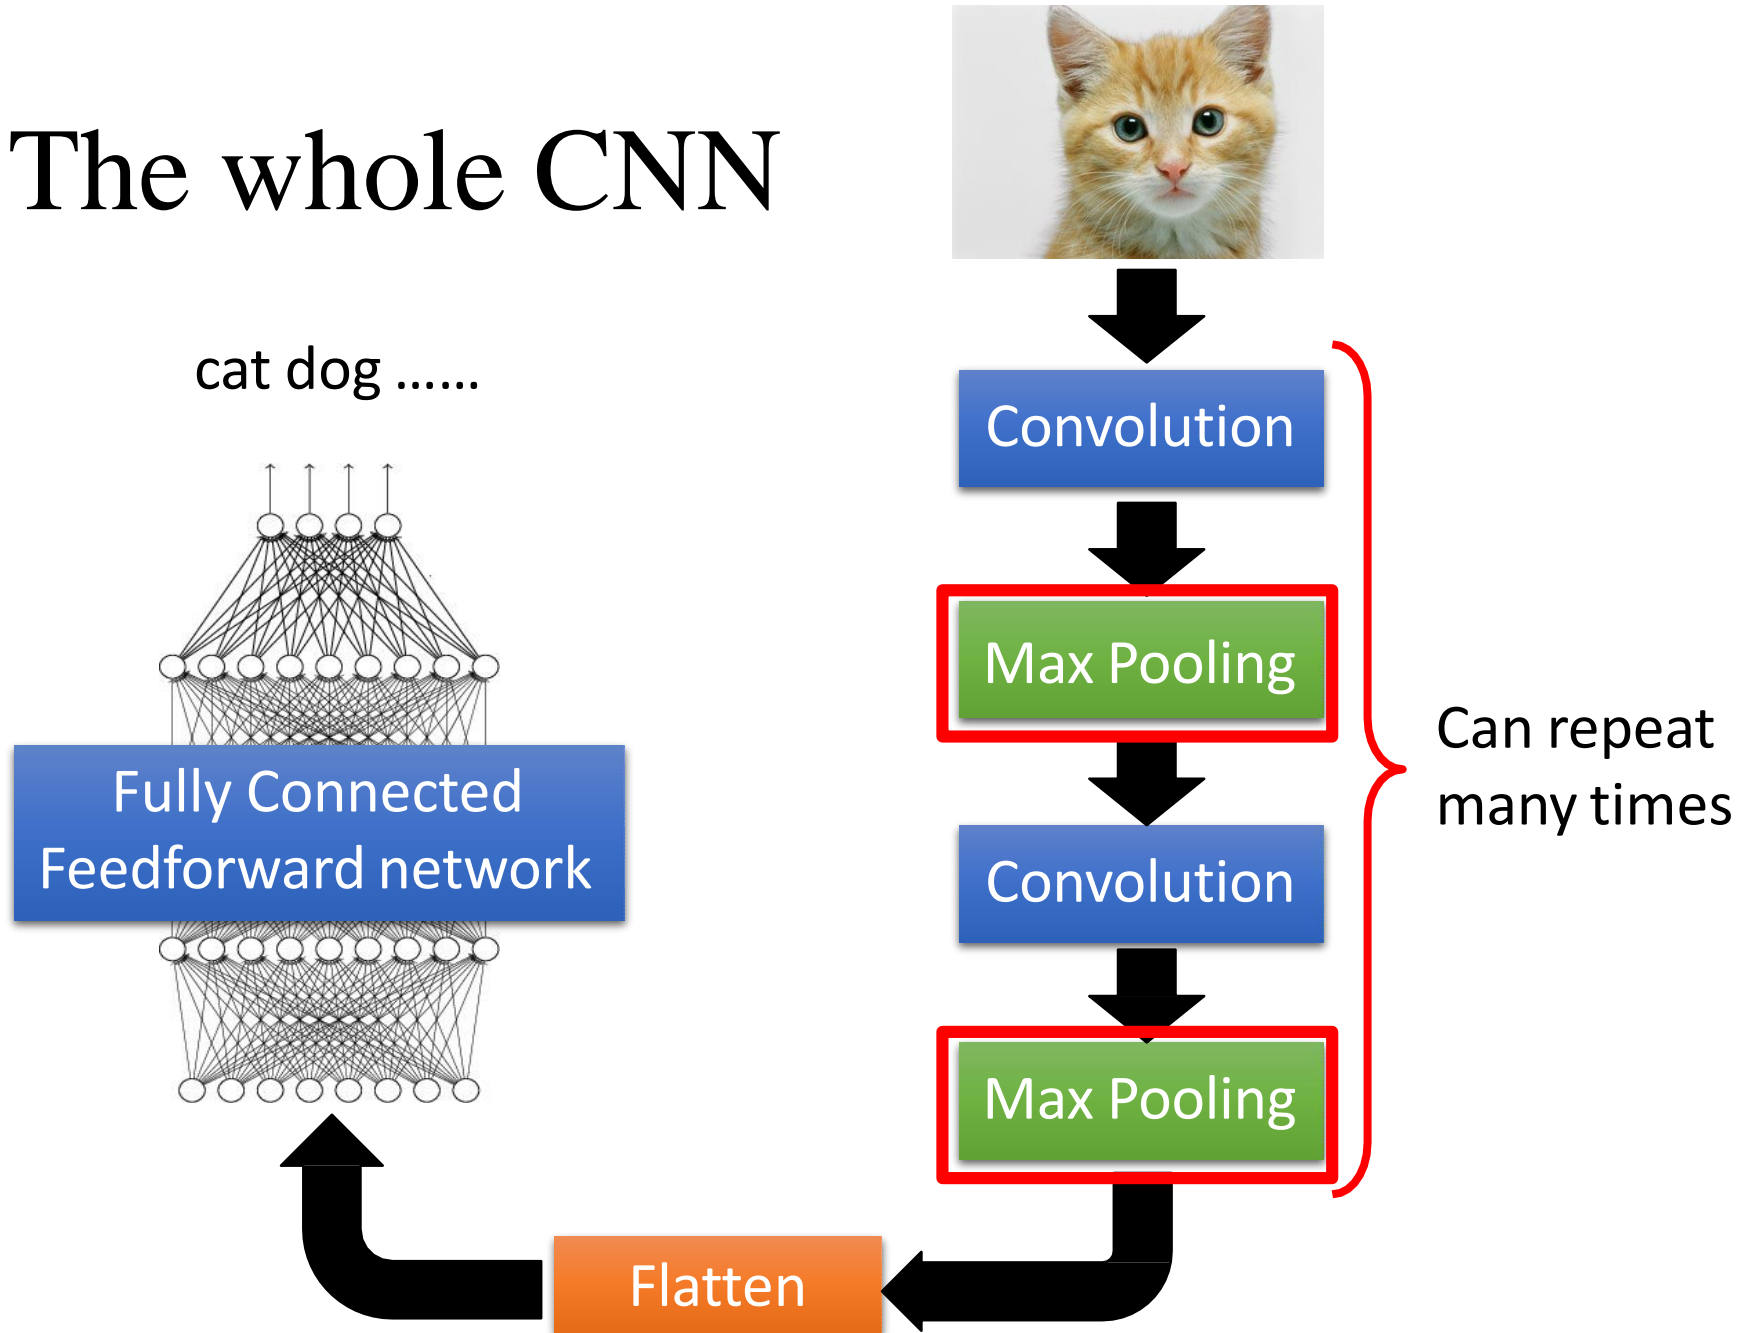 The whole CNN
cat dog ......
Convolution
Max Pooling
Can repeat
many times
Fully Connected
Feedforward network
Convolution
Max Pooling
Flatten